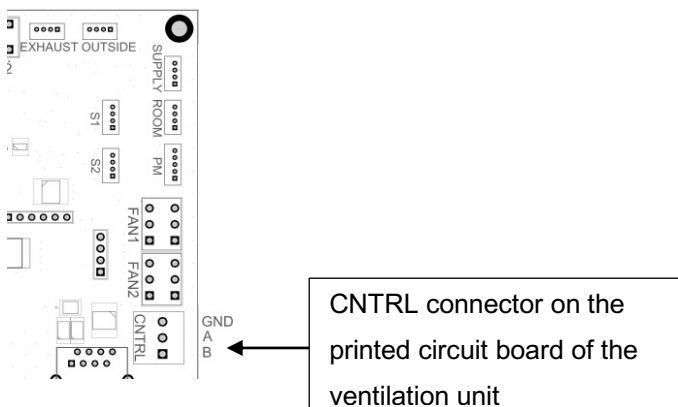 EXHAUST OUTSIDE
2
SUPPLY
S1
ROOM
S2
PM
FAN1
FAN2
CNTRL
GND
A
B
CNTRL connector on the
printed circuit board of the
ventilation unit